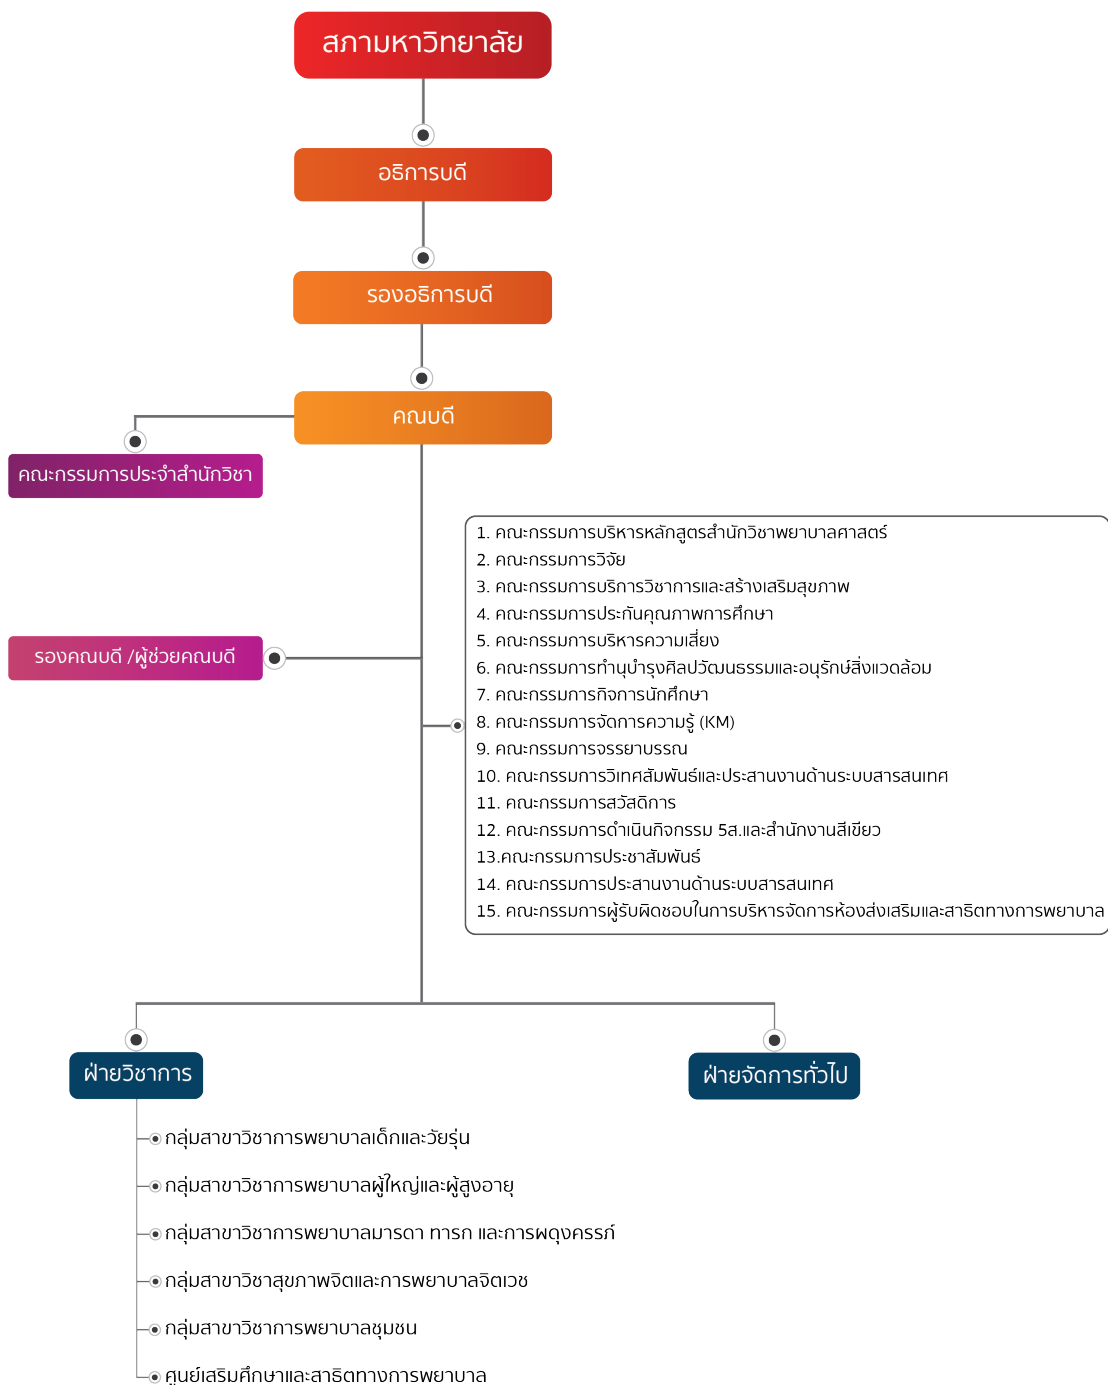 สภามหาวิทยาลัย
อธิการบดี
รองอธิการบดี
คณบดี
คณะกรรมการประจำสำนักวิชา
1. คณะกรรมการบริหารหลักสูตรสำนักวิชาพยาบาลศาสตร์
2. คณะกรรมการวิจัย
3. คณะกรรมการบริการวิชาการและสร้างเสริมสุขภาพ
4. คณะกรรมการประกันคุณภาพการศึกษา
5. คณะกรรมการบริหารความเสี่ยง
6. คณะกรรมการทำนุบำรุงศิลปวัฒนธรรมและอนุรักษ์สิ่งแวดล้อม
7. คณะกรรมการกิจการนักศึกษา
8. คณะกรรมการจัดการความรู้ (KM)
9. คณะกรรมการจรรยาบรรณ
10. คณะกรรมการวิเทศสัมพันธ์และประสานงานด้านระบบสารสนเทศ
11. คณะกรรมการสวัสดิการ
12. คณะกรรมการดำเนินกิจกรรม 5ส.และสำนักงานสีเขียว
13.คณะกรรมการประชาสัมพันธ์
14. คณะกรรมการประสานงานด้านระบบสารสนเทศ
15. คณะกรรมการผู้รับผิดชอบในการบริหารจัดการห้องส่งเสริมและสาธิตทางการพยาบาล
รองคณบดี /ผู้ช่วยคณบดี
ฝ่ายวิชาการ
ฝ่ายจัดการทั่วไป
กลุ่มสาขาวิชาการพยาบาลเด็กและวัยรุ่น
กลุ่มสาขาวิชาการพยาบาลผู้ใหญ่และผู้สูงอายุ
กลุ่มสาขาวิชาการพยาบาลมารดา ทารก และการผดุงครรภ์
กลุ่มสาขาวิชาสุขภาพจิตและการพยาบาลจิตเวช
กลุ่มสาขาวิชาการพยาบาลชุมชน
ศูนย์เสริมศึกษาและสาธิตทางการพยาบาล